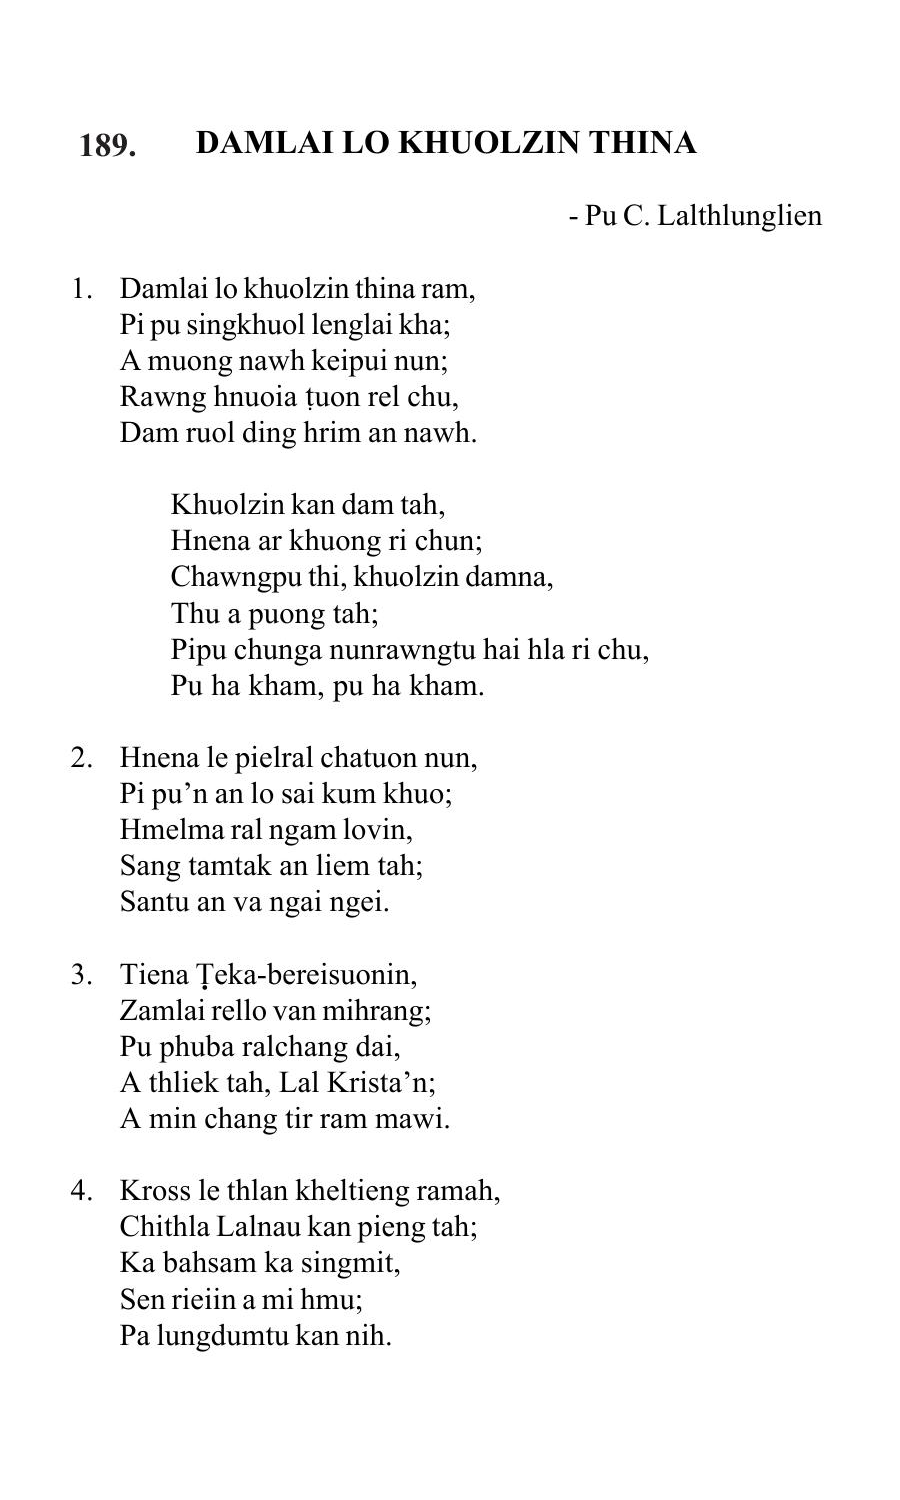 189. DAMLAI LO KHUOLZIN THINA
- Pu C. Lalthlunglien
1. Damlai lo khuolzin thina ram,
Pi pu singkhuol lenglai kha;
A muong nawh keipui nun;
Rawng hnuoia ṭuon rel chu,
Dam ruol ding hrim an nawh.
Khuolzin kan dam tah,
Hnena ar khuong ri chun;
Chawngpu thi, khuolzin damna,
Thu a puong tah;
Pipu chunga nunrawngtu hai hla ri chu,
Pu ha kham, pu ha kham.
2. Hnena le pielral chatuon nun,
Pi pu’n an lo sai kum khuo;
Hmelma ral ngam lovin,
Sang tamtak an liem tah;
Santu an va ngai ngei.
3. Tiena Ṭeka-bereisuonin,
Zamlai rello van mihrang;
Pu phuba ralchang dai,
A thliek tah, Lal Krista’n;
A min chang tir ram mawi.
4. Kross le thlan kheltieng ramah,
Chithla Lalnau kan pieng tah;
Ka bahsam ka singmit,
Sen rieiin a mi hmu;
Pa lungdumtu kan nih.